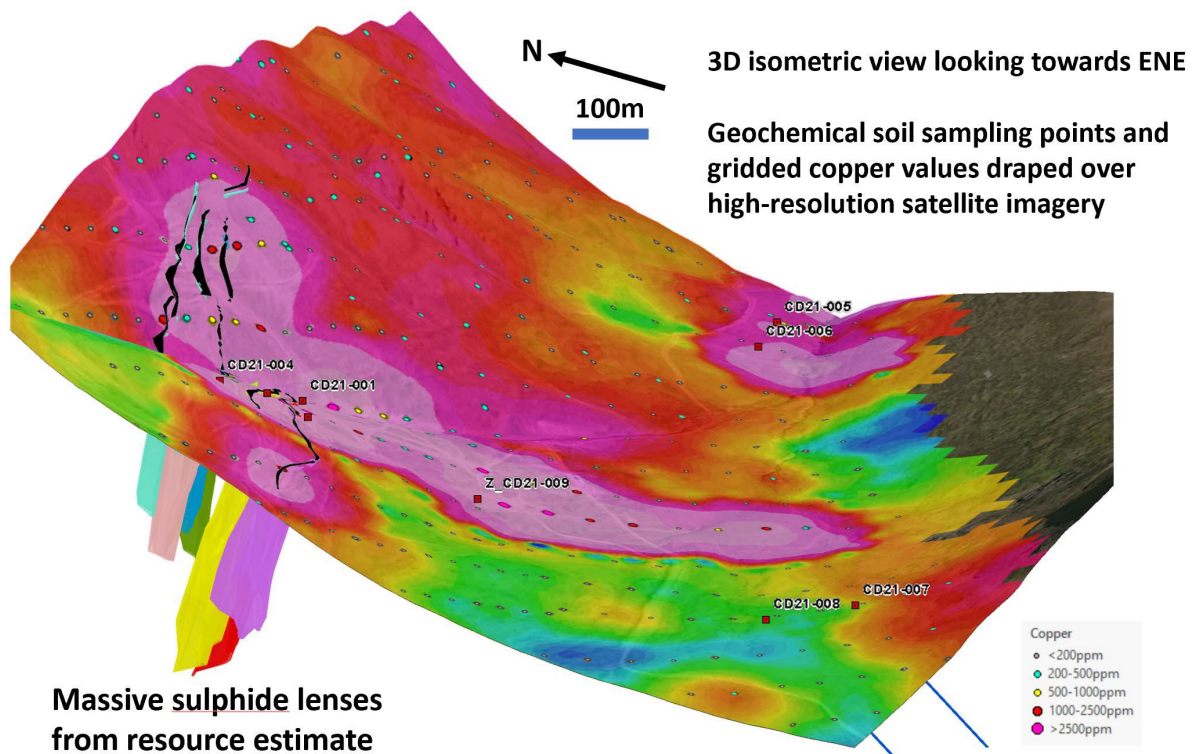 N
100m
3D isometric view looking towards ENE
Geochemical soil sampling points and
gridded copper values draped over
high-resolution satellite imagery
CD21-005
CD21-006
CD21-004
CD21-001
Z_CD21-009
CD21-007
CD21-008
Massive sulphide lenses
from resource estimate
Copper
<200ppm
200-500ppm
500-1000ppm
1000-2500ppm
>2500ppm